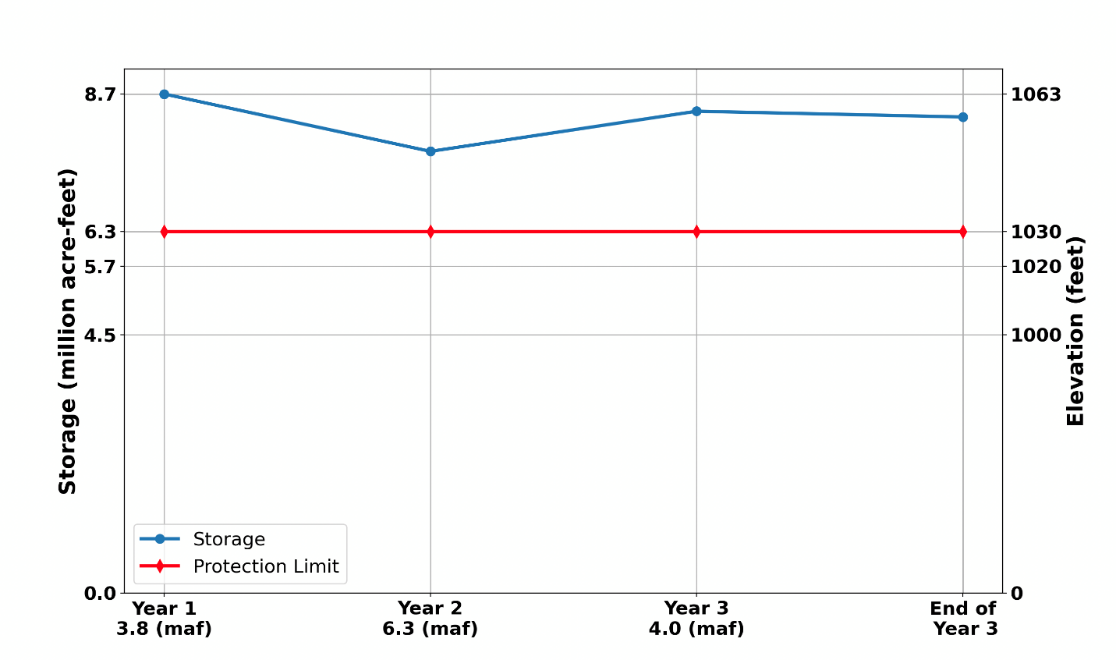 8.7
6.3
5.7
4.5
0.0
Storage (million acre-feet)
1063
1030
1020
1000
0
Elevation (feet)
Storage
Protection Limit
Year 1
3.8 (maf)
Year 2
6.3 (maf)
Year 3
4.0 (maf)
End of
Year 3